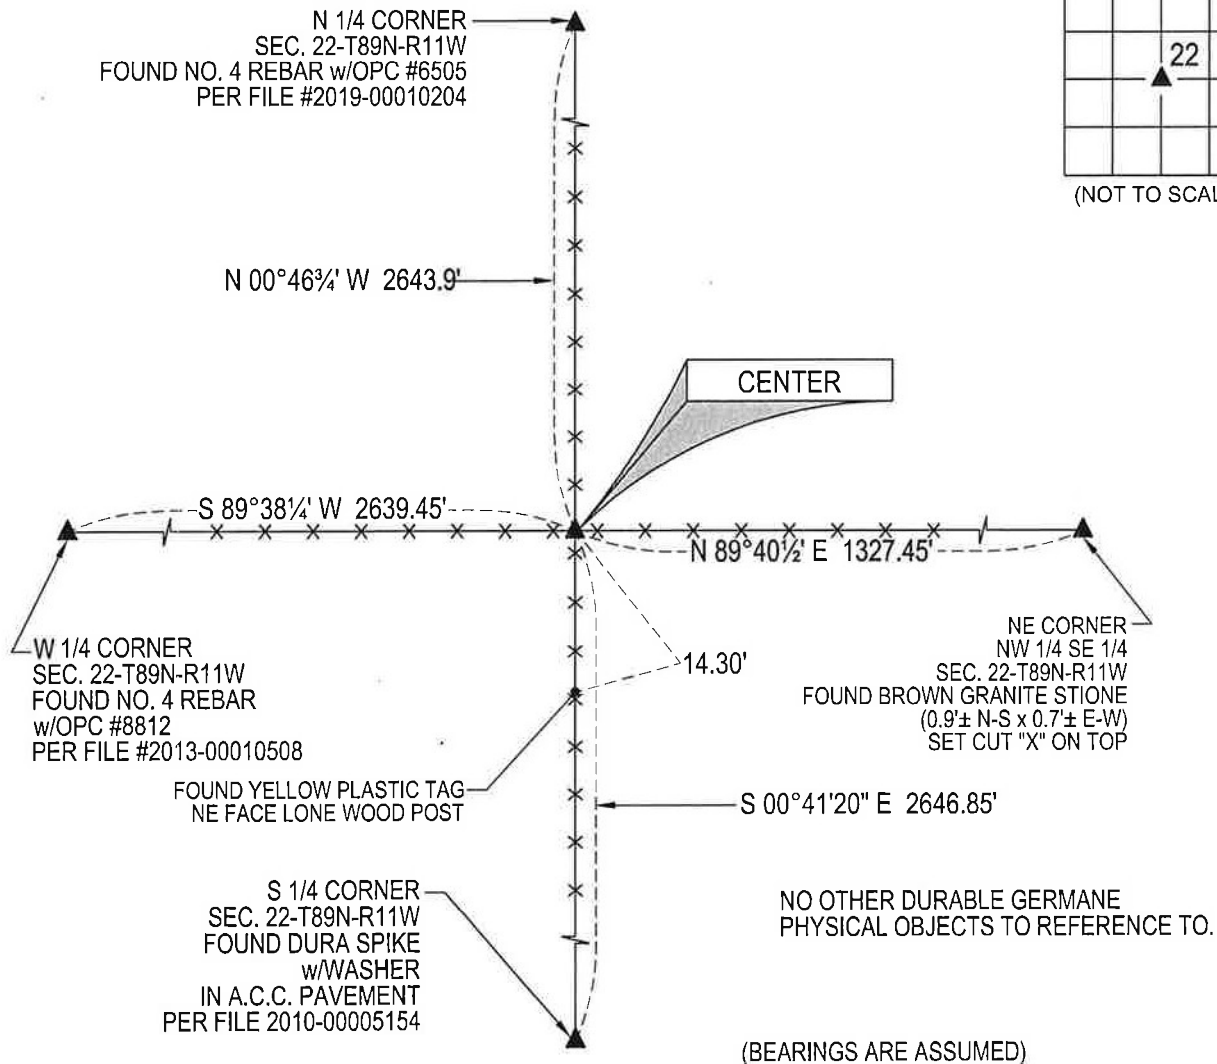 N 1/4 CORNER
SEC. 22-T89N-R11W
FOUND NO. 4 REBAR w/OPC #6505
PER FILE #2019-00010204
22
(NOT TO SCAL
N 00°46¾' W 2643.9'
CENTER
S 89°38¼' W 2639.45'
N 89°40½' E 1327.45'
W 1/4 CORNER
SEC. 22-T89N-R11W
FOUND NO. 4 REBAR
w/OPC #8812
PER FILE #2013-00010508
14.30'
NE CORNER
NW 1/4 SE 1/4
SEC. 22-T89N-R11W
FOUND BROWN GRANITE STIONE
(0.9'± N-S x 0.7'± E-W)
SET CUT "X" ON TOP
FOUND YELLOW PLASTIC TAG
NE FACE LONE WOOD POST
S 00°41'20" E 2646.85'
S 1/4 CORNER
SEC. 22-T89N-R11W
FOUND DURA SPIKE
w/WASHER
IN A.C.C. PAVEMENT
PER FILE 2010-00005154
NO OTHER DURABLE GERMANE
PHYSICAL OBJECTS TO REFERENCE TO.
(BEARINGS ARE ASSUMED)